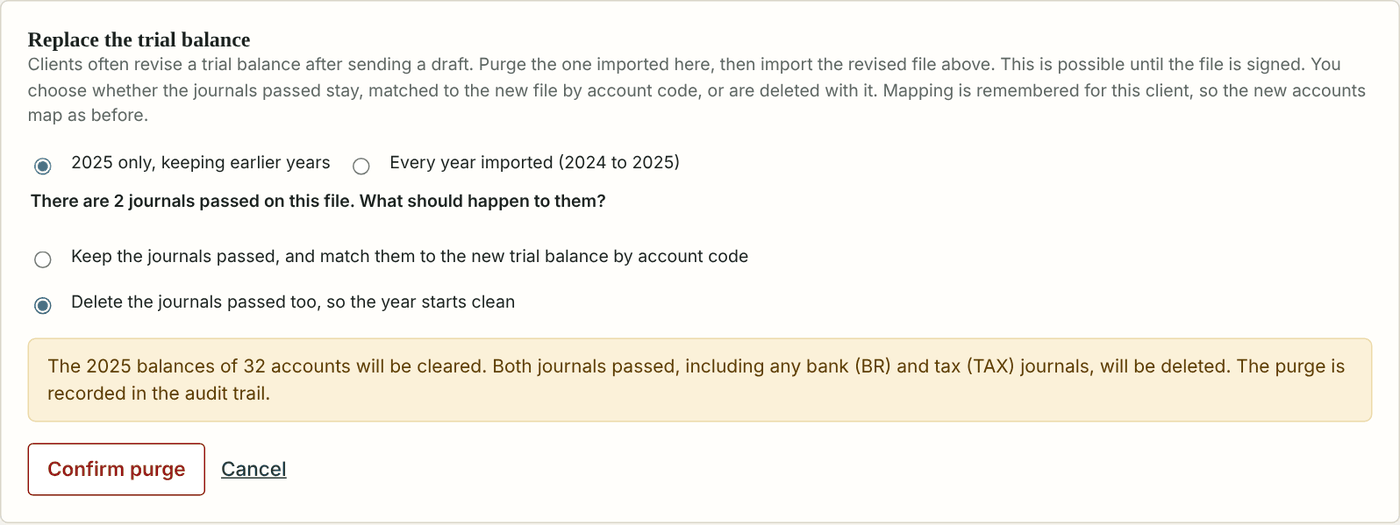 Replace the trial balance
Clients often revise a trial balance after sending a draft. Purge the one imported here, then import the revised file above. This is possible until the file is signed. You
choose whether the journals passed stay, matched to the new file by account code, or are deleted with it. Mapping is remembered for this client, so the new accounts
map as before.
2025 only, keeping earlier years Every year imported (2024 to 2025)
There are 2 journals passed on this file. What should happen to them?
Keep the journals passed, and match them to the new trial balance by account code
Delete the journals passed too, so the year starts clean
The 2025 balances of 32 accounts will be cleared. Both journals passed, including any bank (BR) and tax (TAX) journals, will be deleted. The purge is
recorded in the audit trail.
Confirm purge Cancel